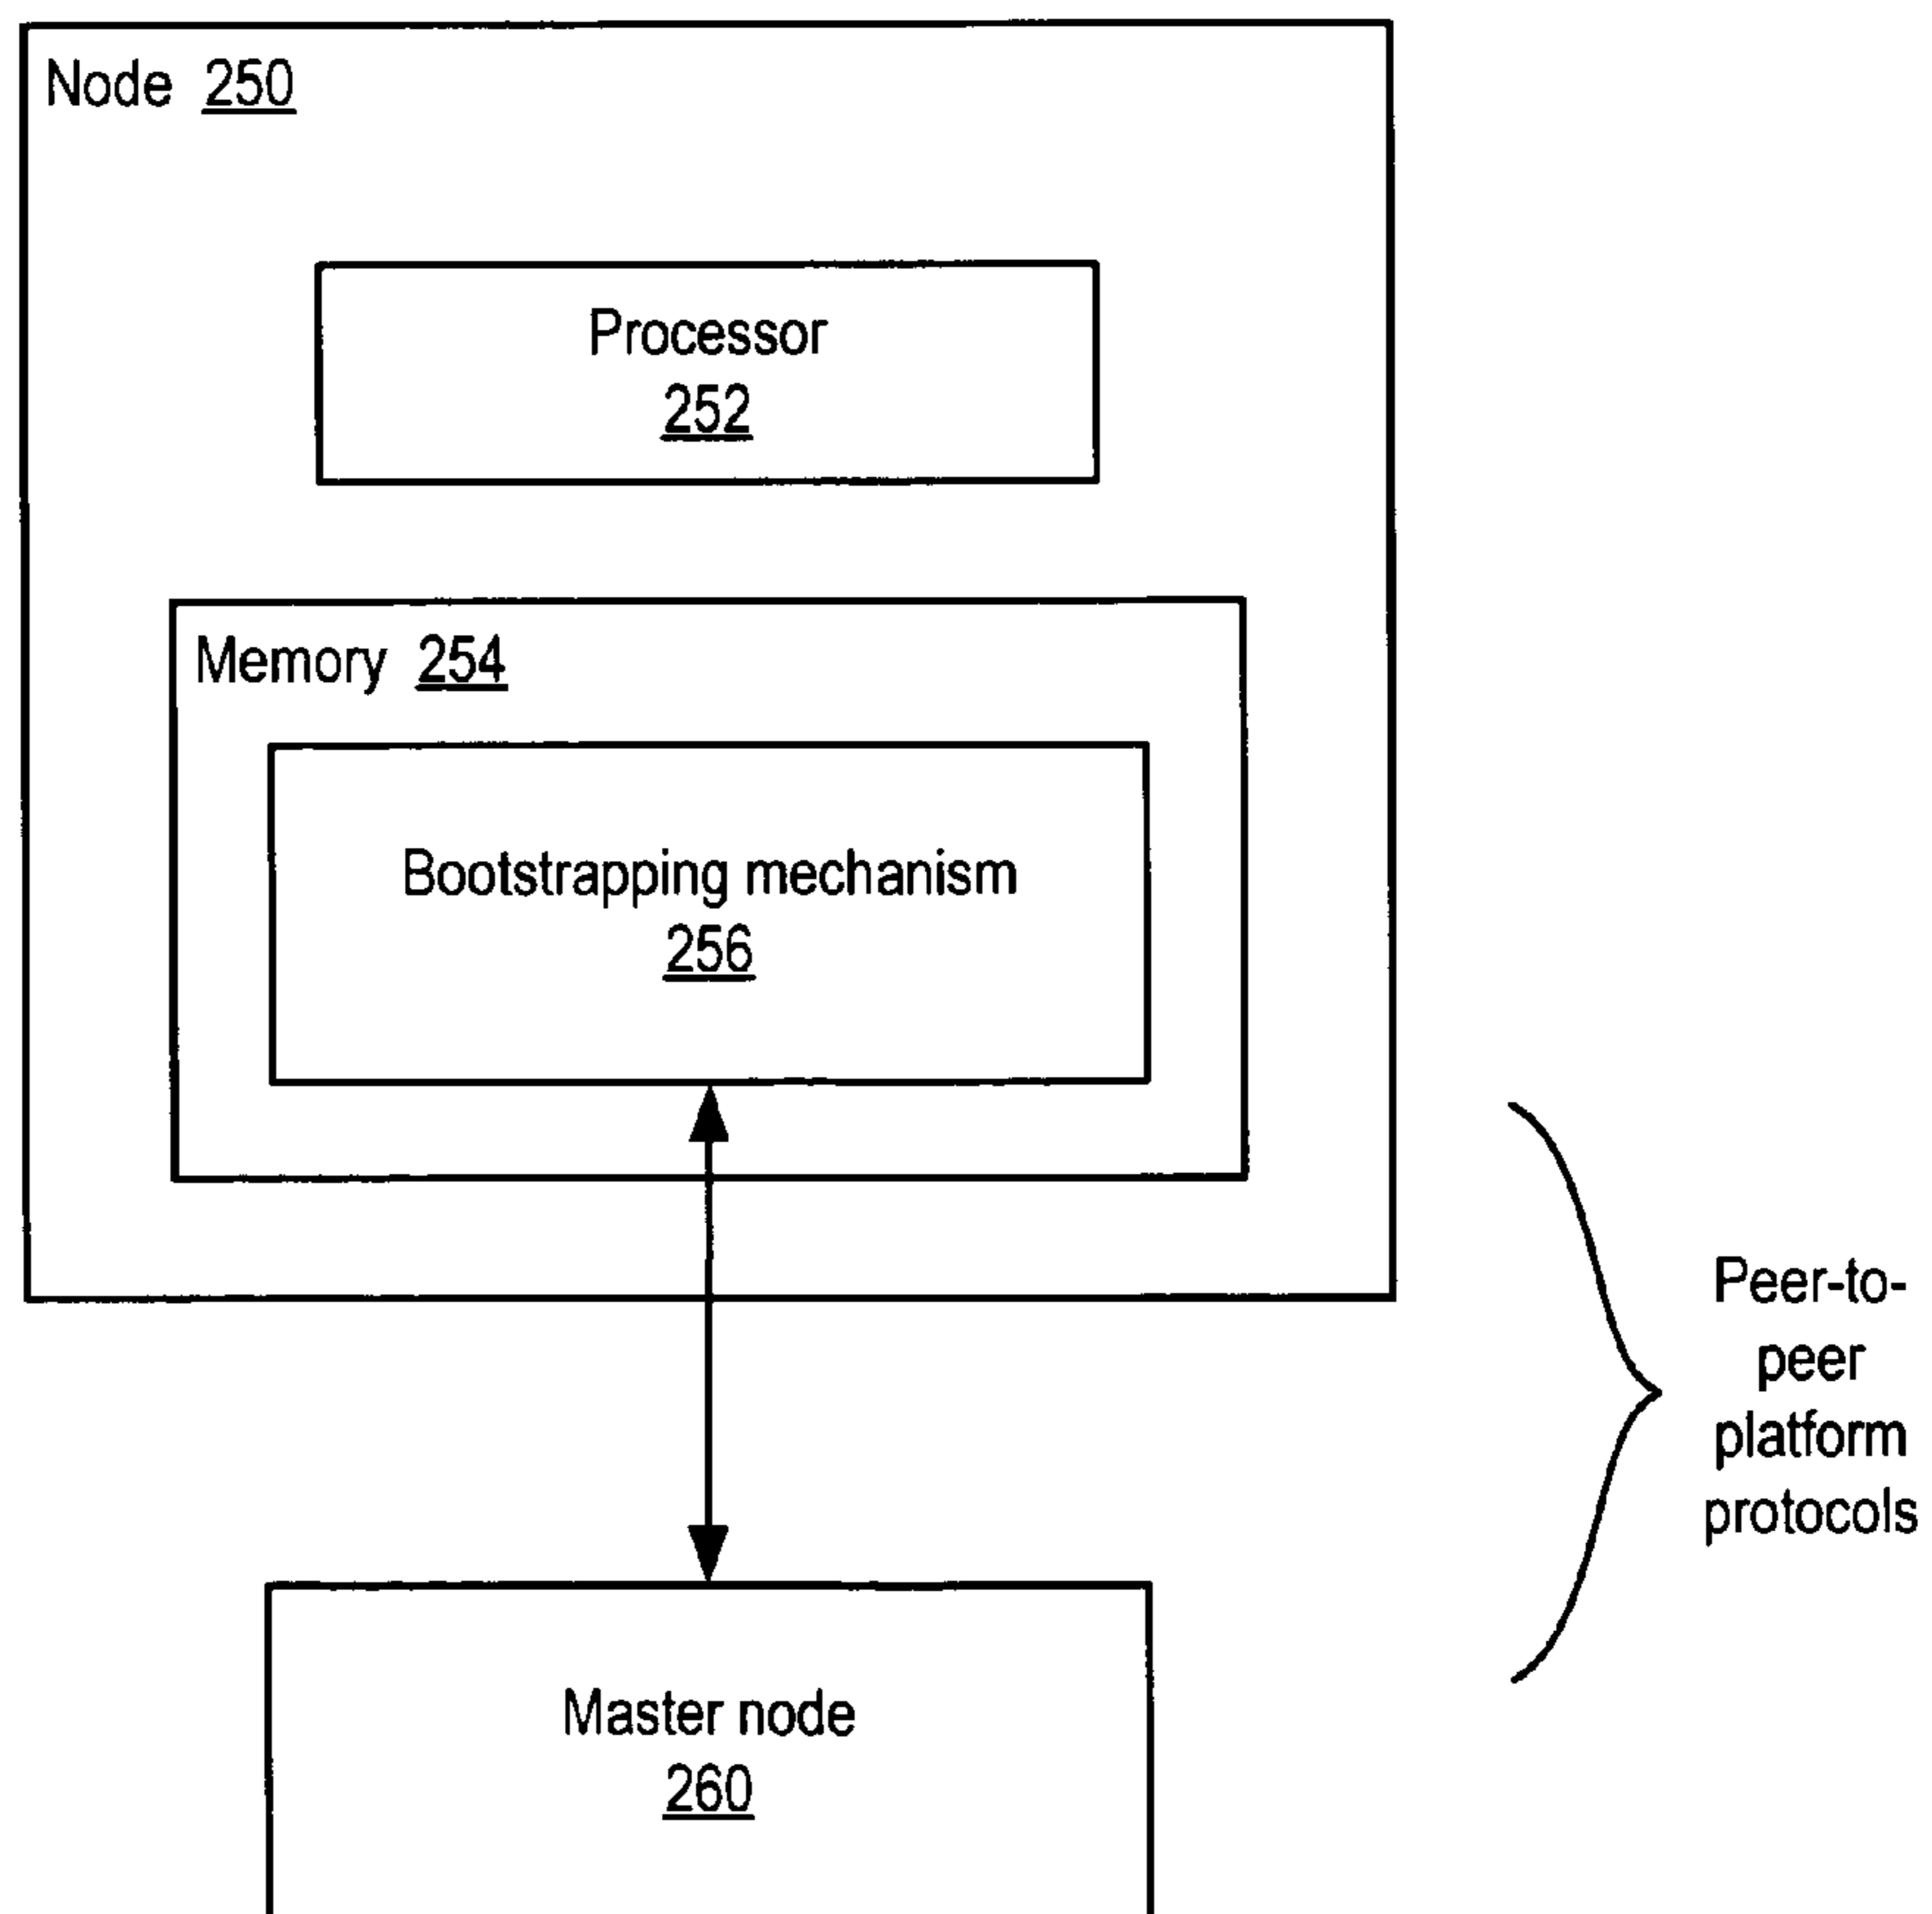 Node 250
Processor
252
Memory 254
Bootstrapping mechanism
256
Peer-to-
peer
platform
protocols
Master node
260